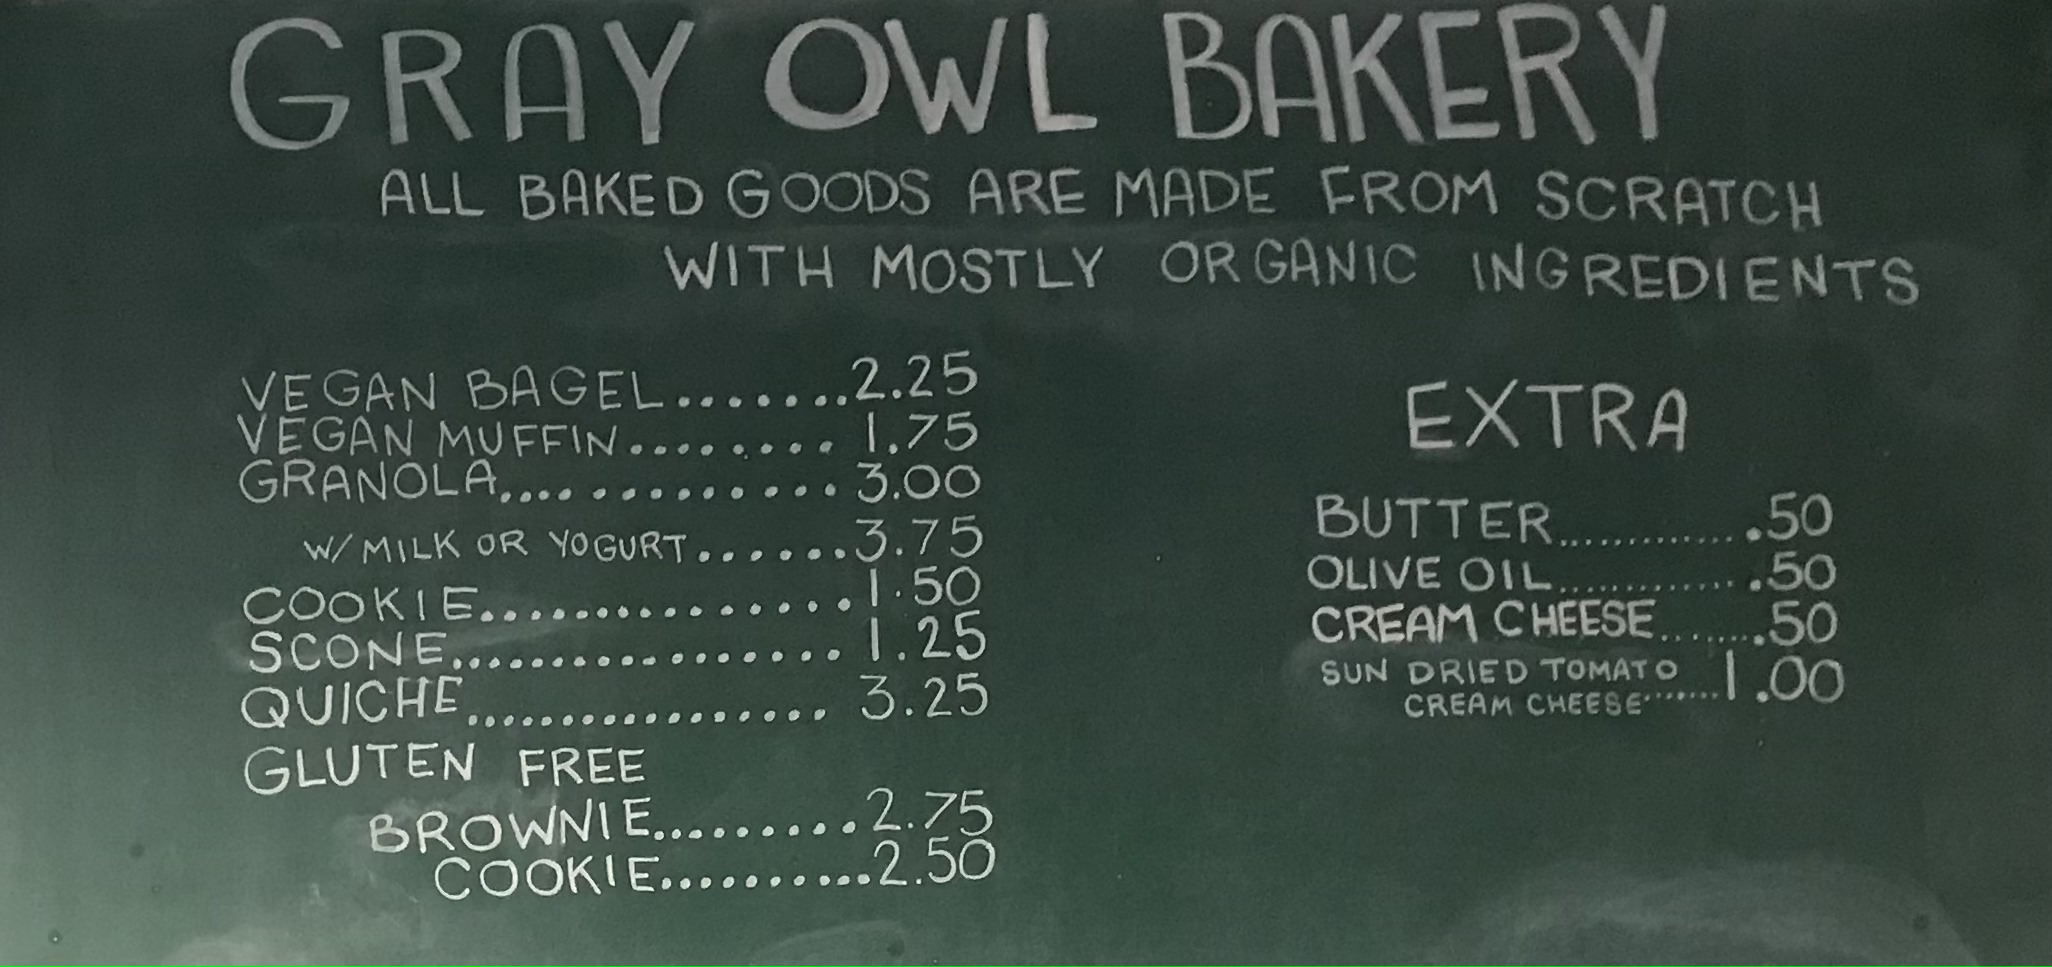 GRAY OWL BAKERY
ALL BAKED GOODS ARE MADE FROM SCRATCH
WITH MOSTLY ORGANIC INGREDIENTS
VEGAN BAGEL.......2.25
VEGAN MUFFIN........ 1.75
GRANOLA.............. 3.00
W/ MILK OR YOGURT.......3.75
COOKIE...............1.50
SCONE.................1.25
QUICHE................. 3.25
GLUTEN FREE
BROWNIE.........2.75
COOKIE..........2.50
EXTRA
BUTTER..............50
OLIVE OIL..............50
CREAM CHEESE........50
SUN DRIED TOMATO
CREAM CHEESE........1.00